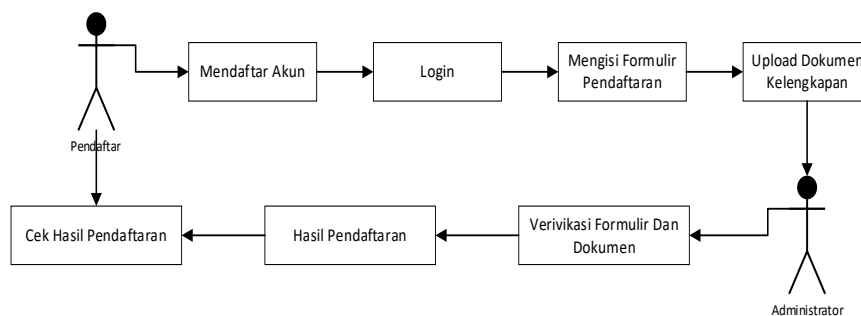 Mendaftar Akun
Login
Mengisi Formulir
Pendaftaran
Upload Dokumen
Kelengkapan
Pendaftar
Cek Hasil Pendaftaran
Hasil Pendaftaran
Verivikasi Formulir Dan
Dokumen
Administrator